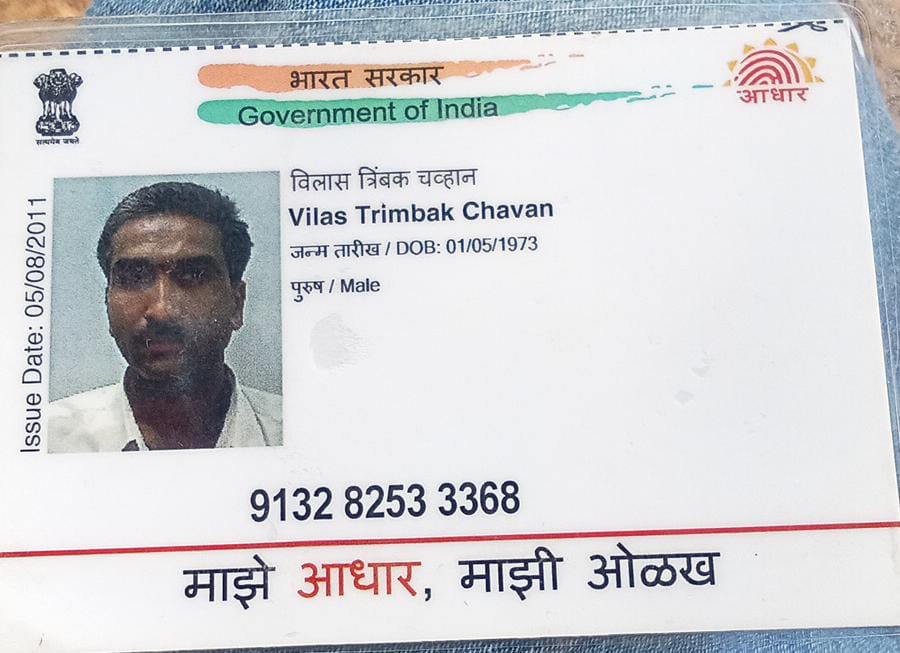 भारत सरकार
Government of India
आधार
सत्यमेव जयते
Issue Date: 05/08/2011
विलास त्रिंबक चव्हान
Vilas Trimbak Chavan
जन्म तारीख / DOB: 01/05/1973
पुरुष / Male
9132 8253 3368
माझे आधार, माझी ओळख